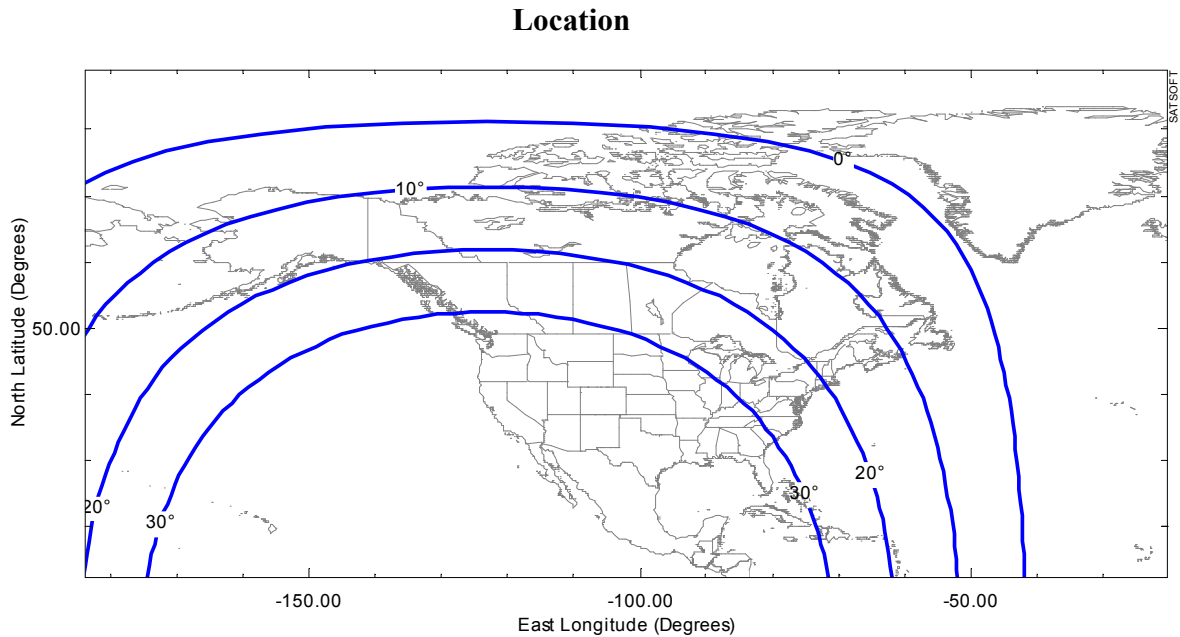 Location
SATSOFT
0°
10°
50.00
20°
20°
30°
30°
North Latitude (Degrees)
-150.00
-100.00
-50.00
East Longitude (Degrees)